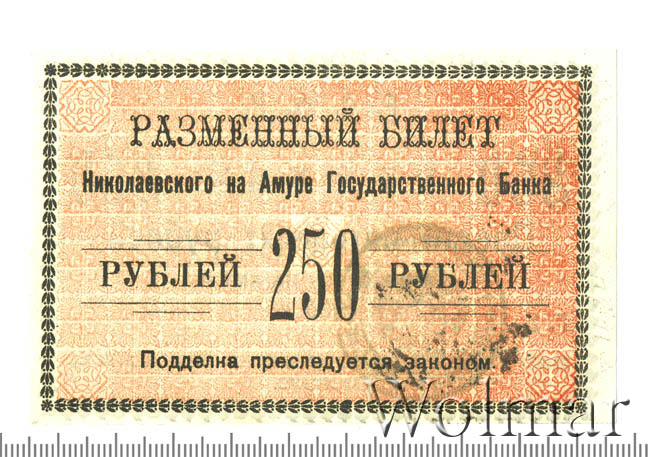 РАЗМЕННЫЙ БИЛЕТ
Николаевского на Амуре Государственного Банка
РУБЛЕЙ 250 РУБЛЕЙ
Подделка преследуется законом.
Wolmar